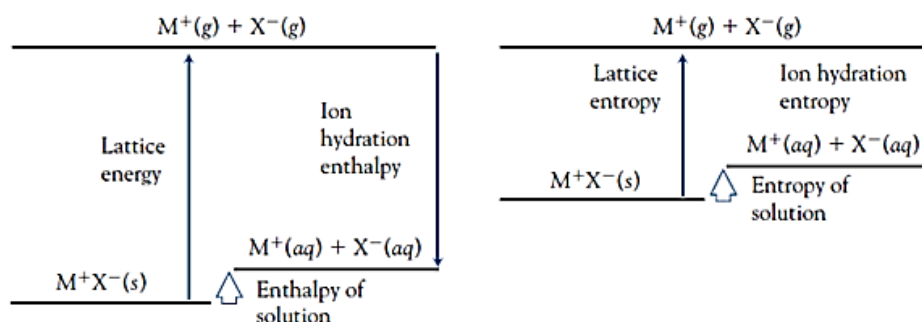 M⁺(g) + X⁻(g)
Lattice
energy
Ion
hydration
enthalpy
M⁺(aq) + X⁻(aq)
M⁺X⁻(s)
Enthalpy of
solution
M⁺(g) + X⁻(g)
Lattice
entropy
Ion hydration
entropy
M⁺(aq) + X⁻(aq)
M⁺X⁻(s)
Entropy of
solution